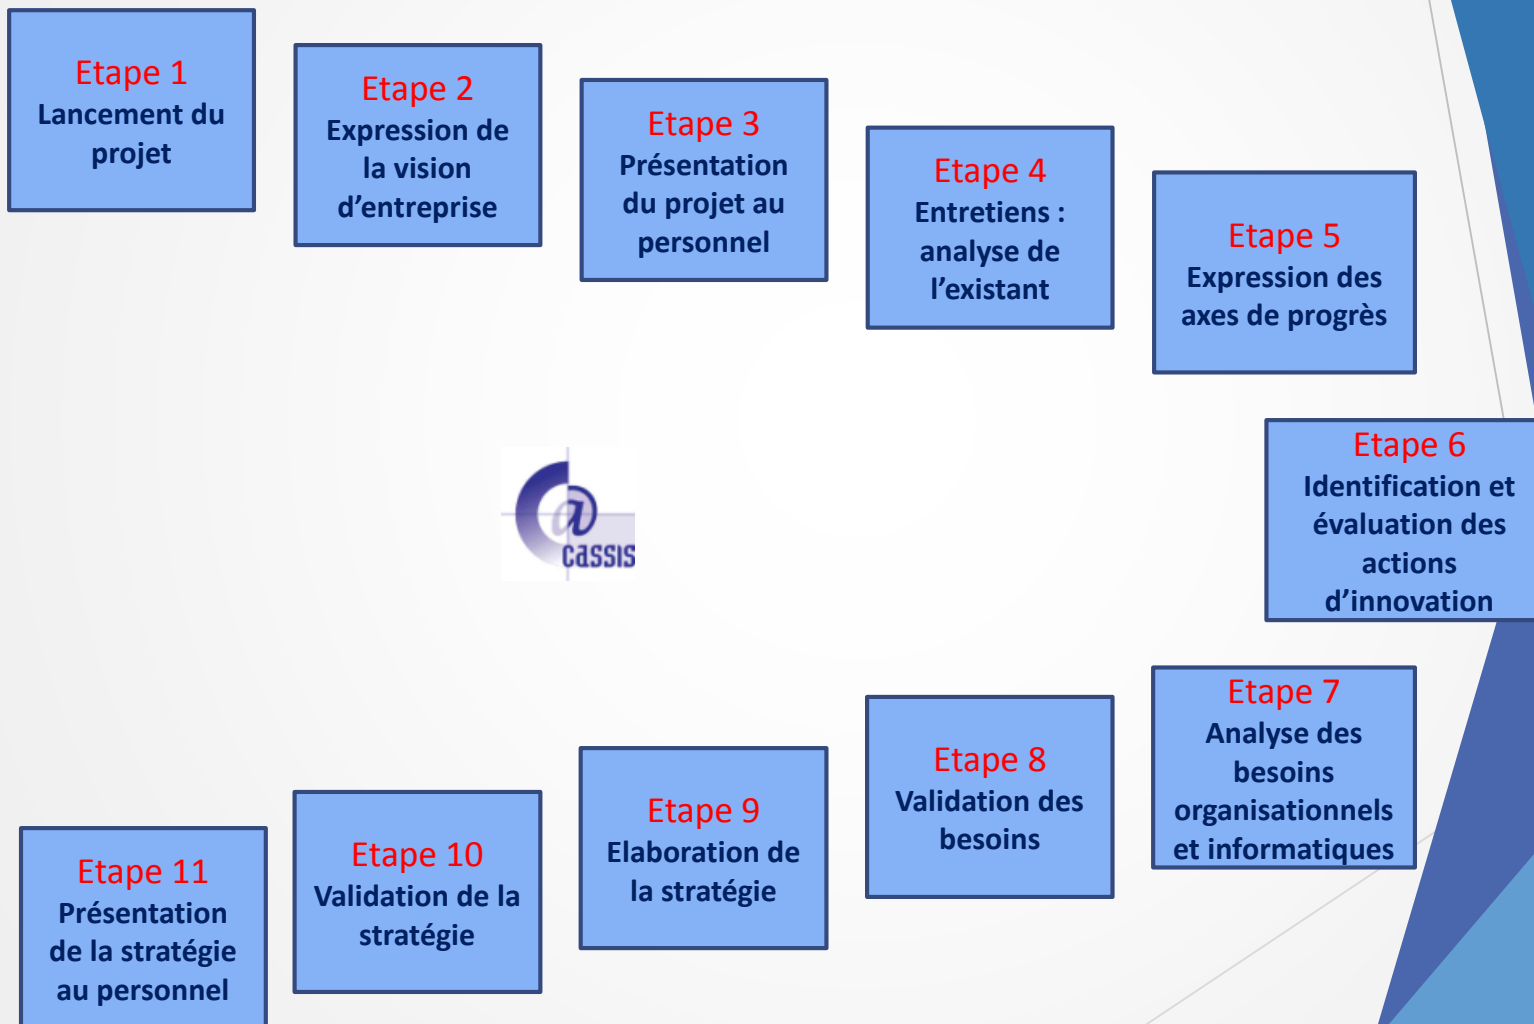 Etape 1
Lancement du
projet
Etape 2
Expression de
la vision
d’entreprise
Etape 3
Présentation
du projet au
personnel
Etape 4
Entretiens :
analyse de
l’existant
Etape 5
Expression des
axes de progrès
Etape 6
Identification et
évaluation des
actions
d’innovation
@
cassis
Etape 7
Analyse des
besoins
organisationnels
et informatiques
Etape 8
Validation des
besoins
Etape 9
Elaboration de
la stratégie
Etape 10
Validation de la
stratégie
Etape 11
Présentation
de la stratégie
au personnel